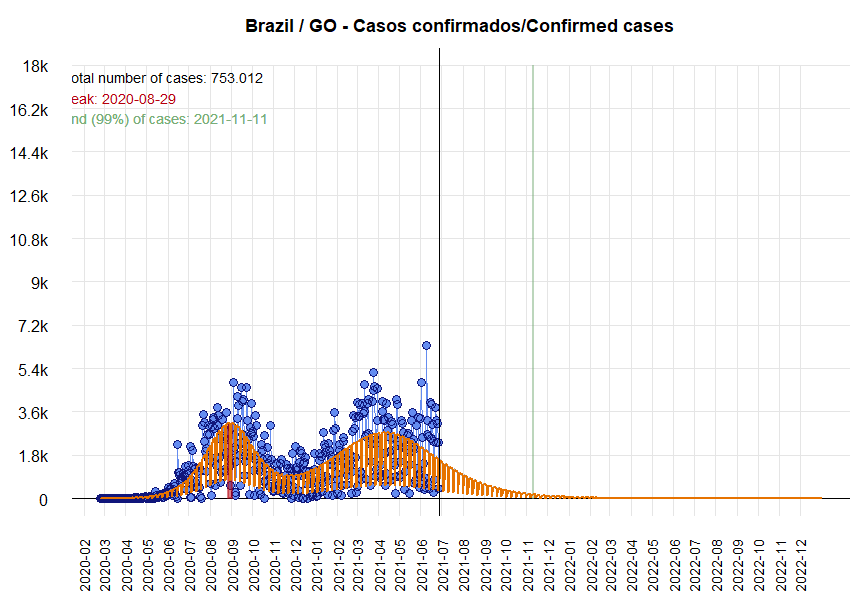 Brazil / GO - Casos confirmados/Confirmed cases
18k
otal number of cases: 753.012
eak: 2020-08-29
16.2k
nd (99%) of cases: 2021-11-11
14.4k
12.6k
10.8k
9k
7.2k
5.4k
3.6k
1.8k
0
2020-02
2020-03
2020-04
2020-05
2020-06
2020-07
2020-08
2020-09
2020-10
2020-11
2020-12
2021-01
2021-02
2021-03
2021-04
2021-05
2021-06
2021-07
2021-08
2021-09
2021-10
2021-11
2021-12
2022-01
2022-02
2022-03
2022-04
2022-05
2022-06
2022-07
2022-08
2022-09
2022-10
2022-11
2022-12